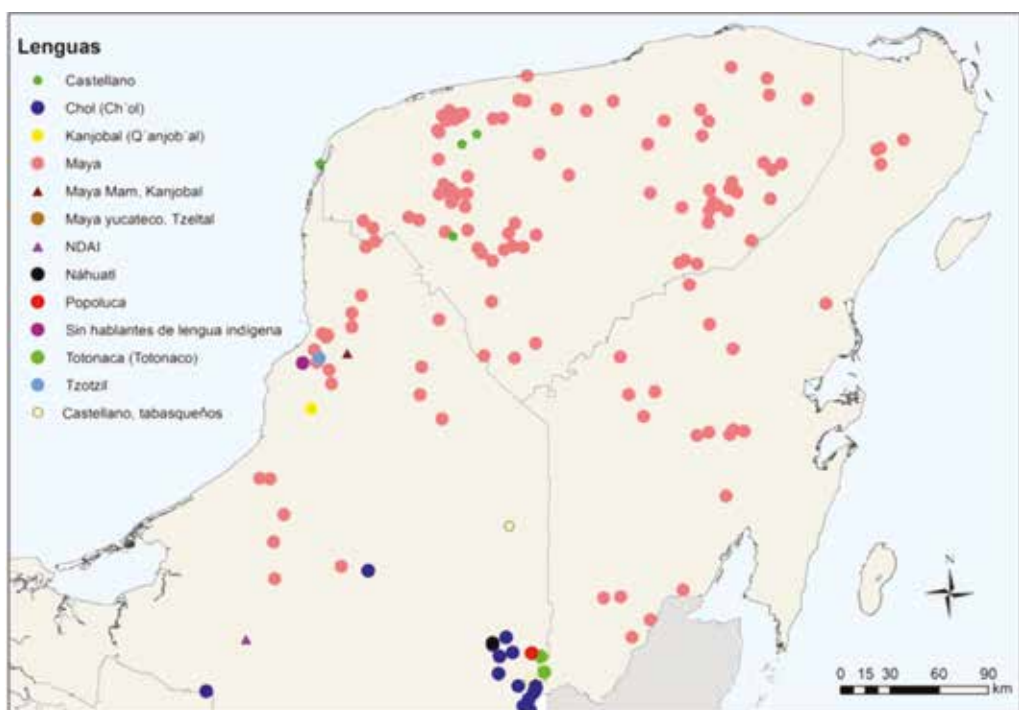 Lenguas
Castellano
Chol (Ch´ol)
Kanjobal (Q´anjob´al)
Maya
Maya Mam, Kanjobal
Maya yucateco, Tzeltal
NDAI
Náhuatl
Popoluca
Sin hablantes de lengua indígena
Totonaca (Totonaco)
Tzotzil
Castellano, tabasqueños
N
0 15 30 60 90
km